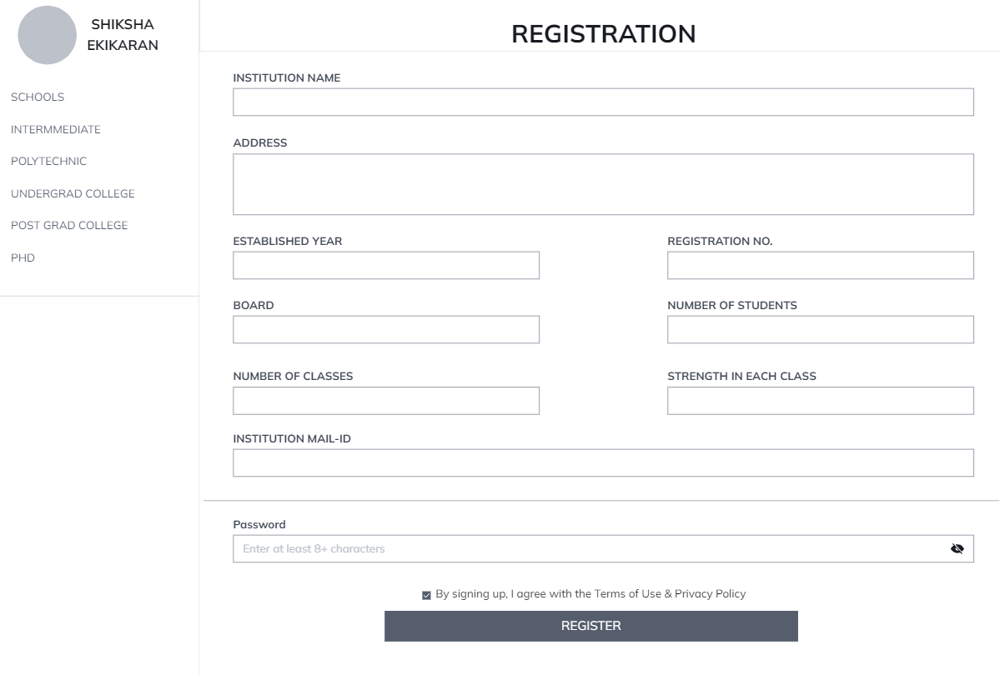 SHIKSHA
EKIKARAN
SCHOOLS
INTERMMEDIATE
POLYTECHNIC
UNDERGRAD COLLEGE
POST GRAD COLLEGE
PHD
REGISTRATION
INSTITUTION NAME
ADDRESS
ESTABLISHED YEAR
REGISTRATION NO.
BOARD
NUMBER OF STUDENTS
NUMBER OF CLASSES
STRENGTH IN EACH CLASS
INSTITUTION MAIL-ID
Password
Enter at least 8+ characters
By signing up, I agree with the Terms of Use & Privacy Policy
REGISTER